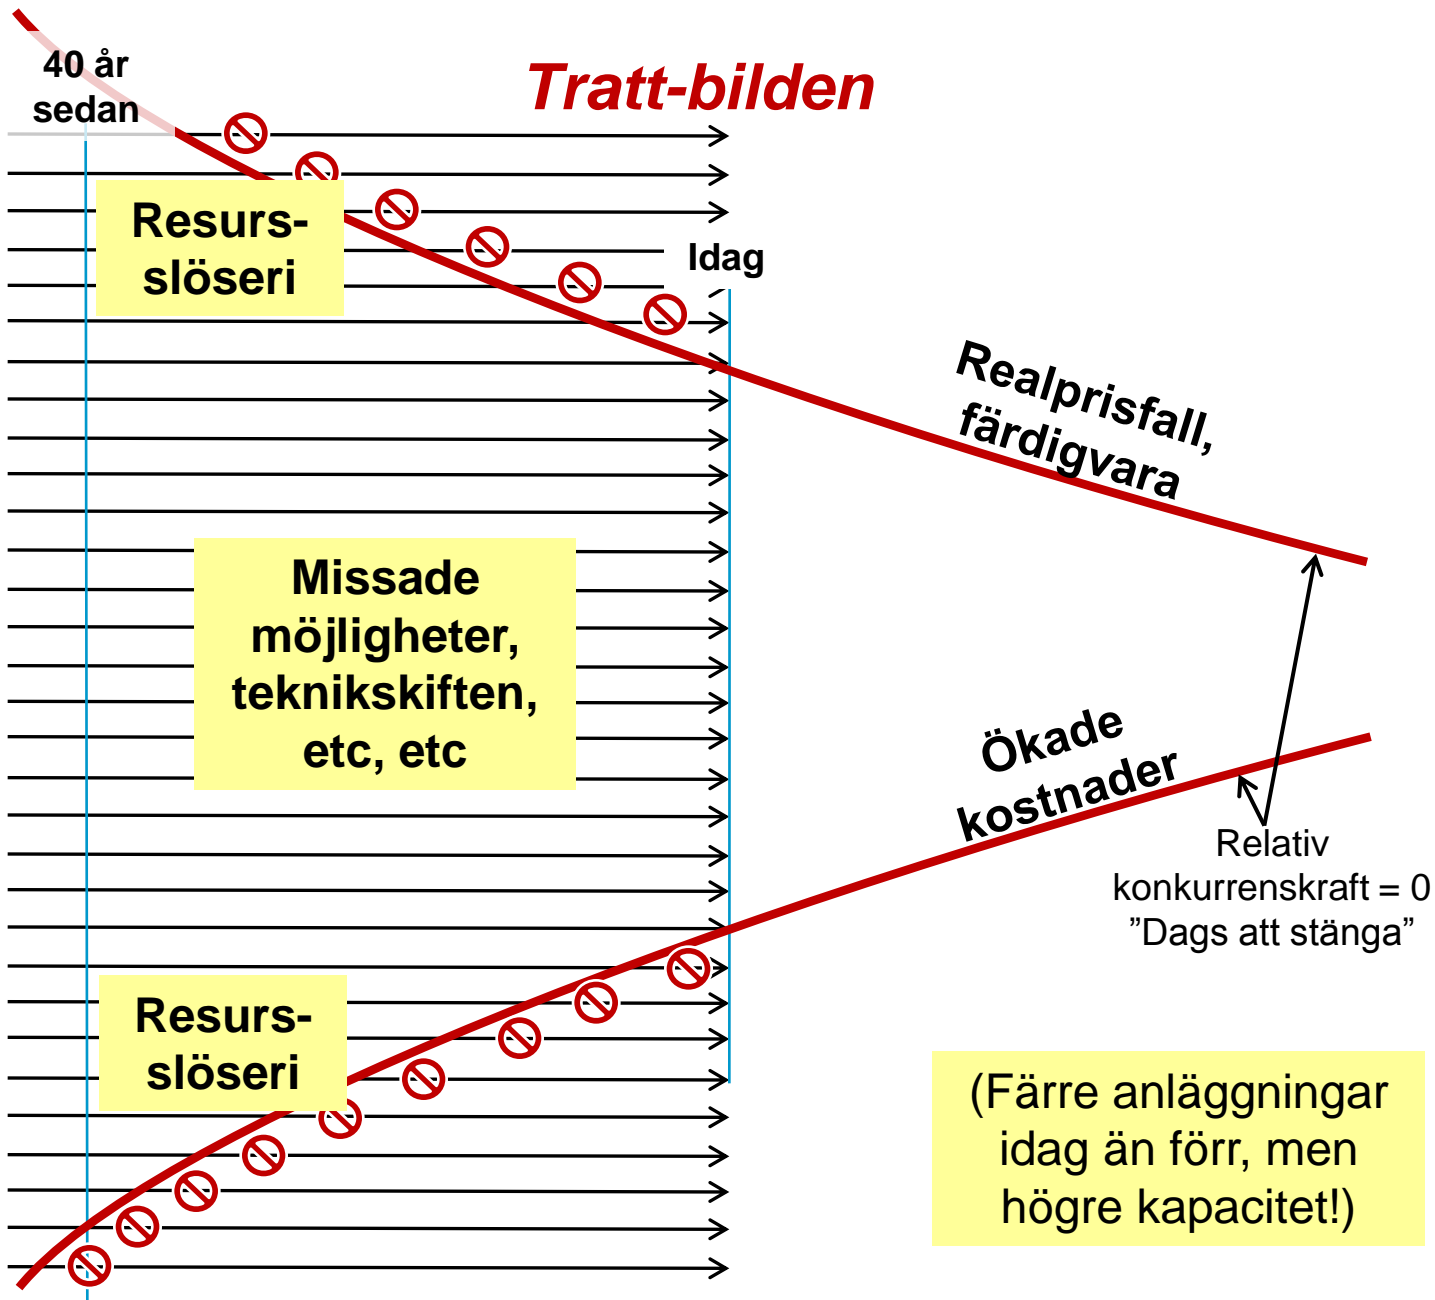 40 år
sedan
Tratt-bilden
Resurs-
slöseri
Idag
Realprisfall,
färdigvara
Missade
möjligheter,
teknikskiften,
etc, etc
Ökade
kostnader
Relativ
konkurrenskraft = 0
”Dags att stänga”
Resurs-
slöseri
(Färre anläggningar
idag än förr, men
högre kapacitet!)